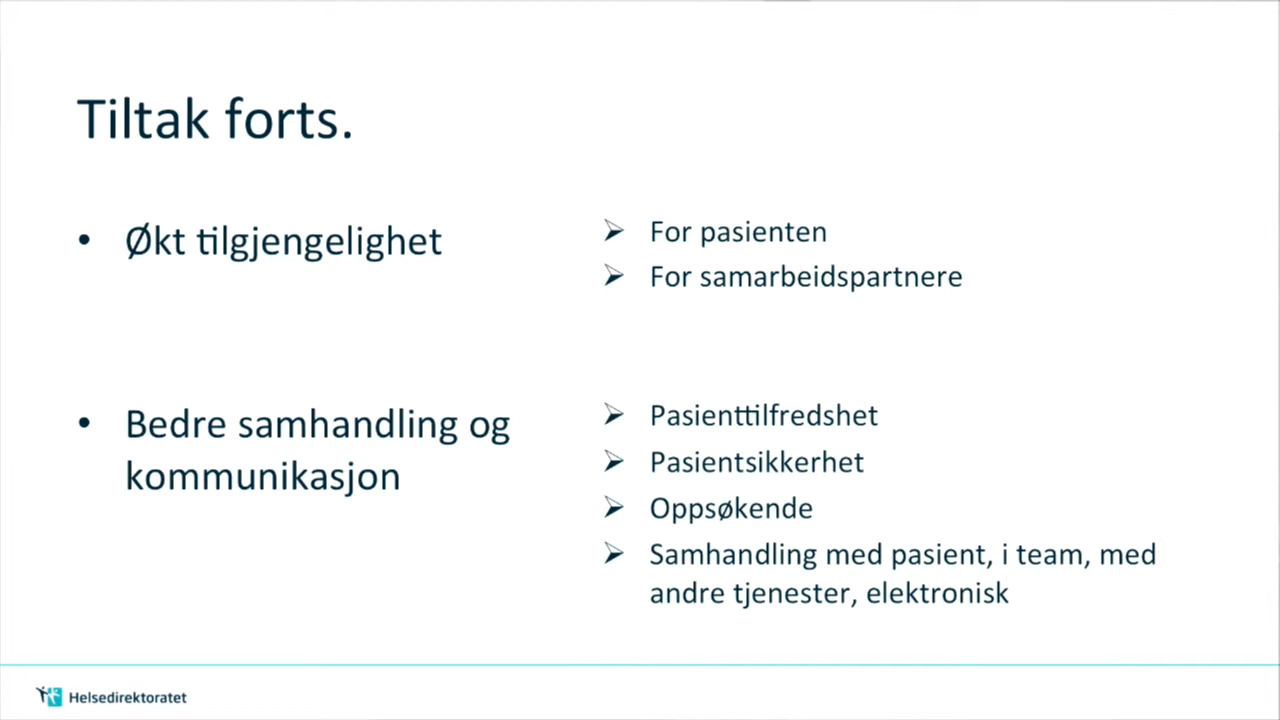 Tiltak forts.
• Økt tilgjengelighet
➢ For pasienten
➢ For samarbeidspartnere
• Bedre samhandling og
kommunikasjon
➢ Pasienttilfredshet
➢ Pasientsikkerhet
➢ Oppsøkende
➢ Samhandling med pasient, i team, med
andre tjenester, elektronisk
Helsedirektoratet